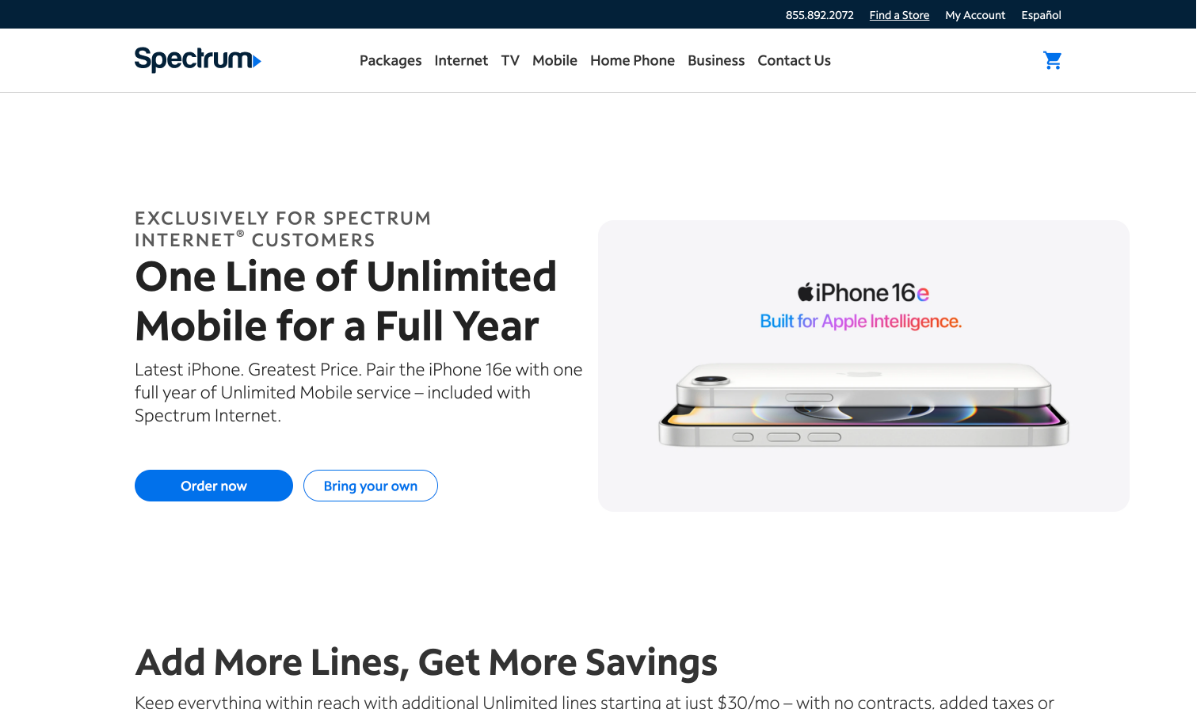 855.892.2072 Find a Store My Account Español
Spectrum
Packages Internet TV Mobile Home Phone Business Contact Us
EXCLUSIVELY FOR SPECTRUM
INTERNET® CUSTOMERS
One Line of Unlimited
Mobile for a Full Year
Latest iPhone. Greatest Price. Pair the iPhone 16e with one
full year of Unlimited Mobile service – included with
Spectrum Internet.
Order now Bring your own
iPhone 16e
Built for Apple Intelligence.
Add More Lines, Get More Savings
Keep everything within reach with additional Unlimited lines starting at just $30/mo – with no contracts, added taxes or